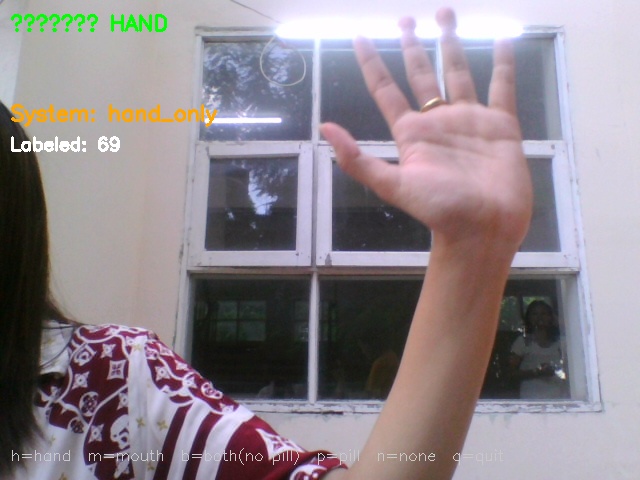 ??????? HAND
System: hand_only
Labeled: 69
h=hand m=mouth b=both(no pill) p=pill n=none q=quit